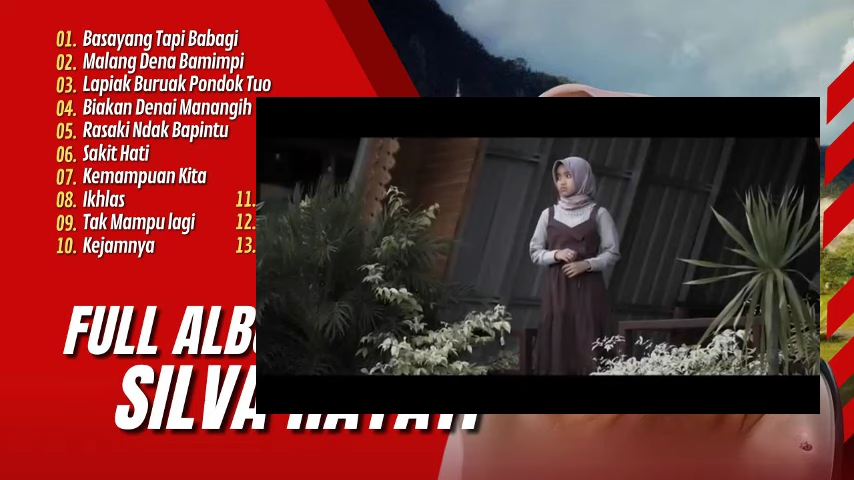 01. Basayang Tapi Babagi
02. Malang Dena Bamimpi
03. Lapiak Buruak Pondok Tuo
04. Biakan Denai Manangih
05. Rasaki Ndak Bapintu
06. Sakit Hati
07. Kemampuan Kita
08. Ikhlas 11.
09. Tak Mampu lagi 12.
10. Kejamnya 13.
FULL
SILVA